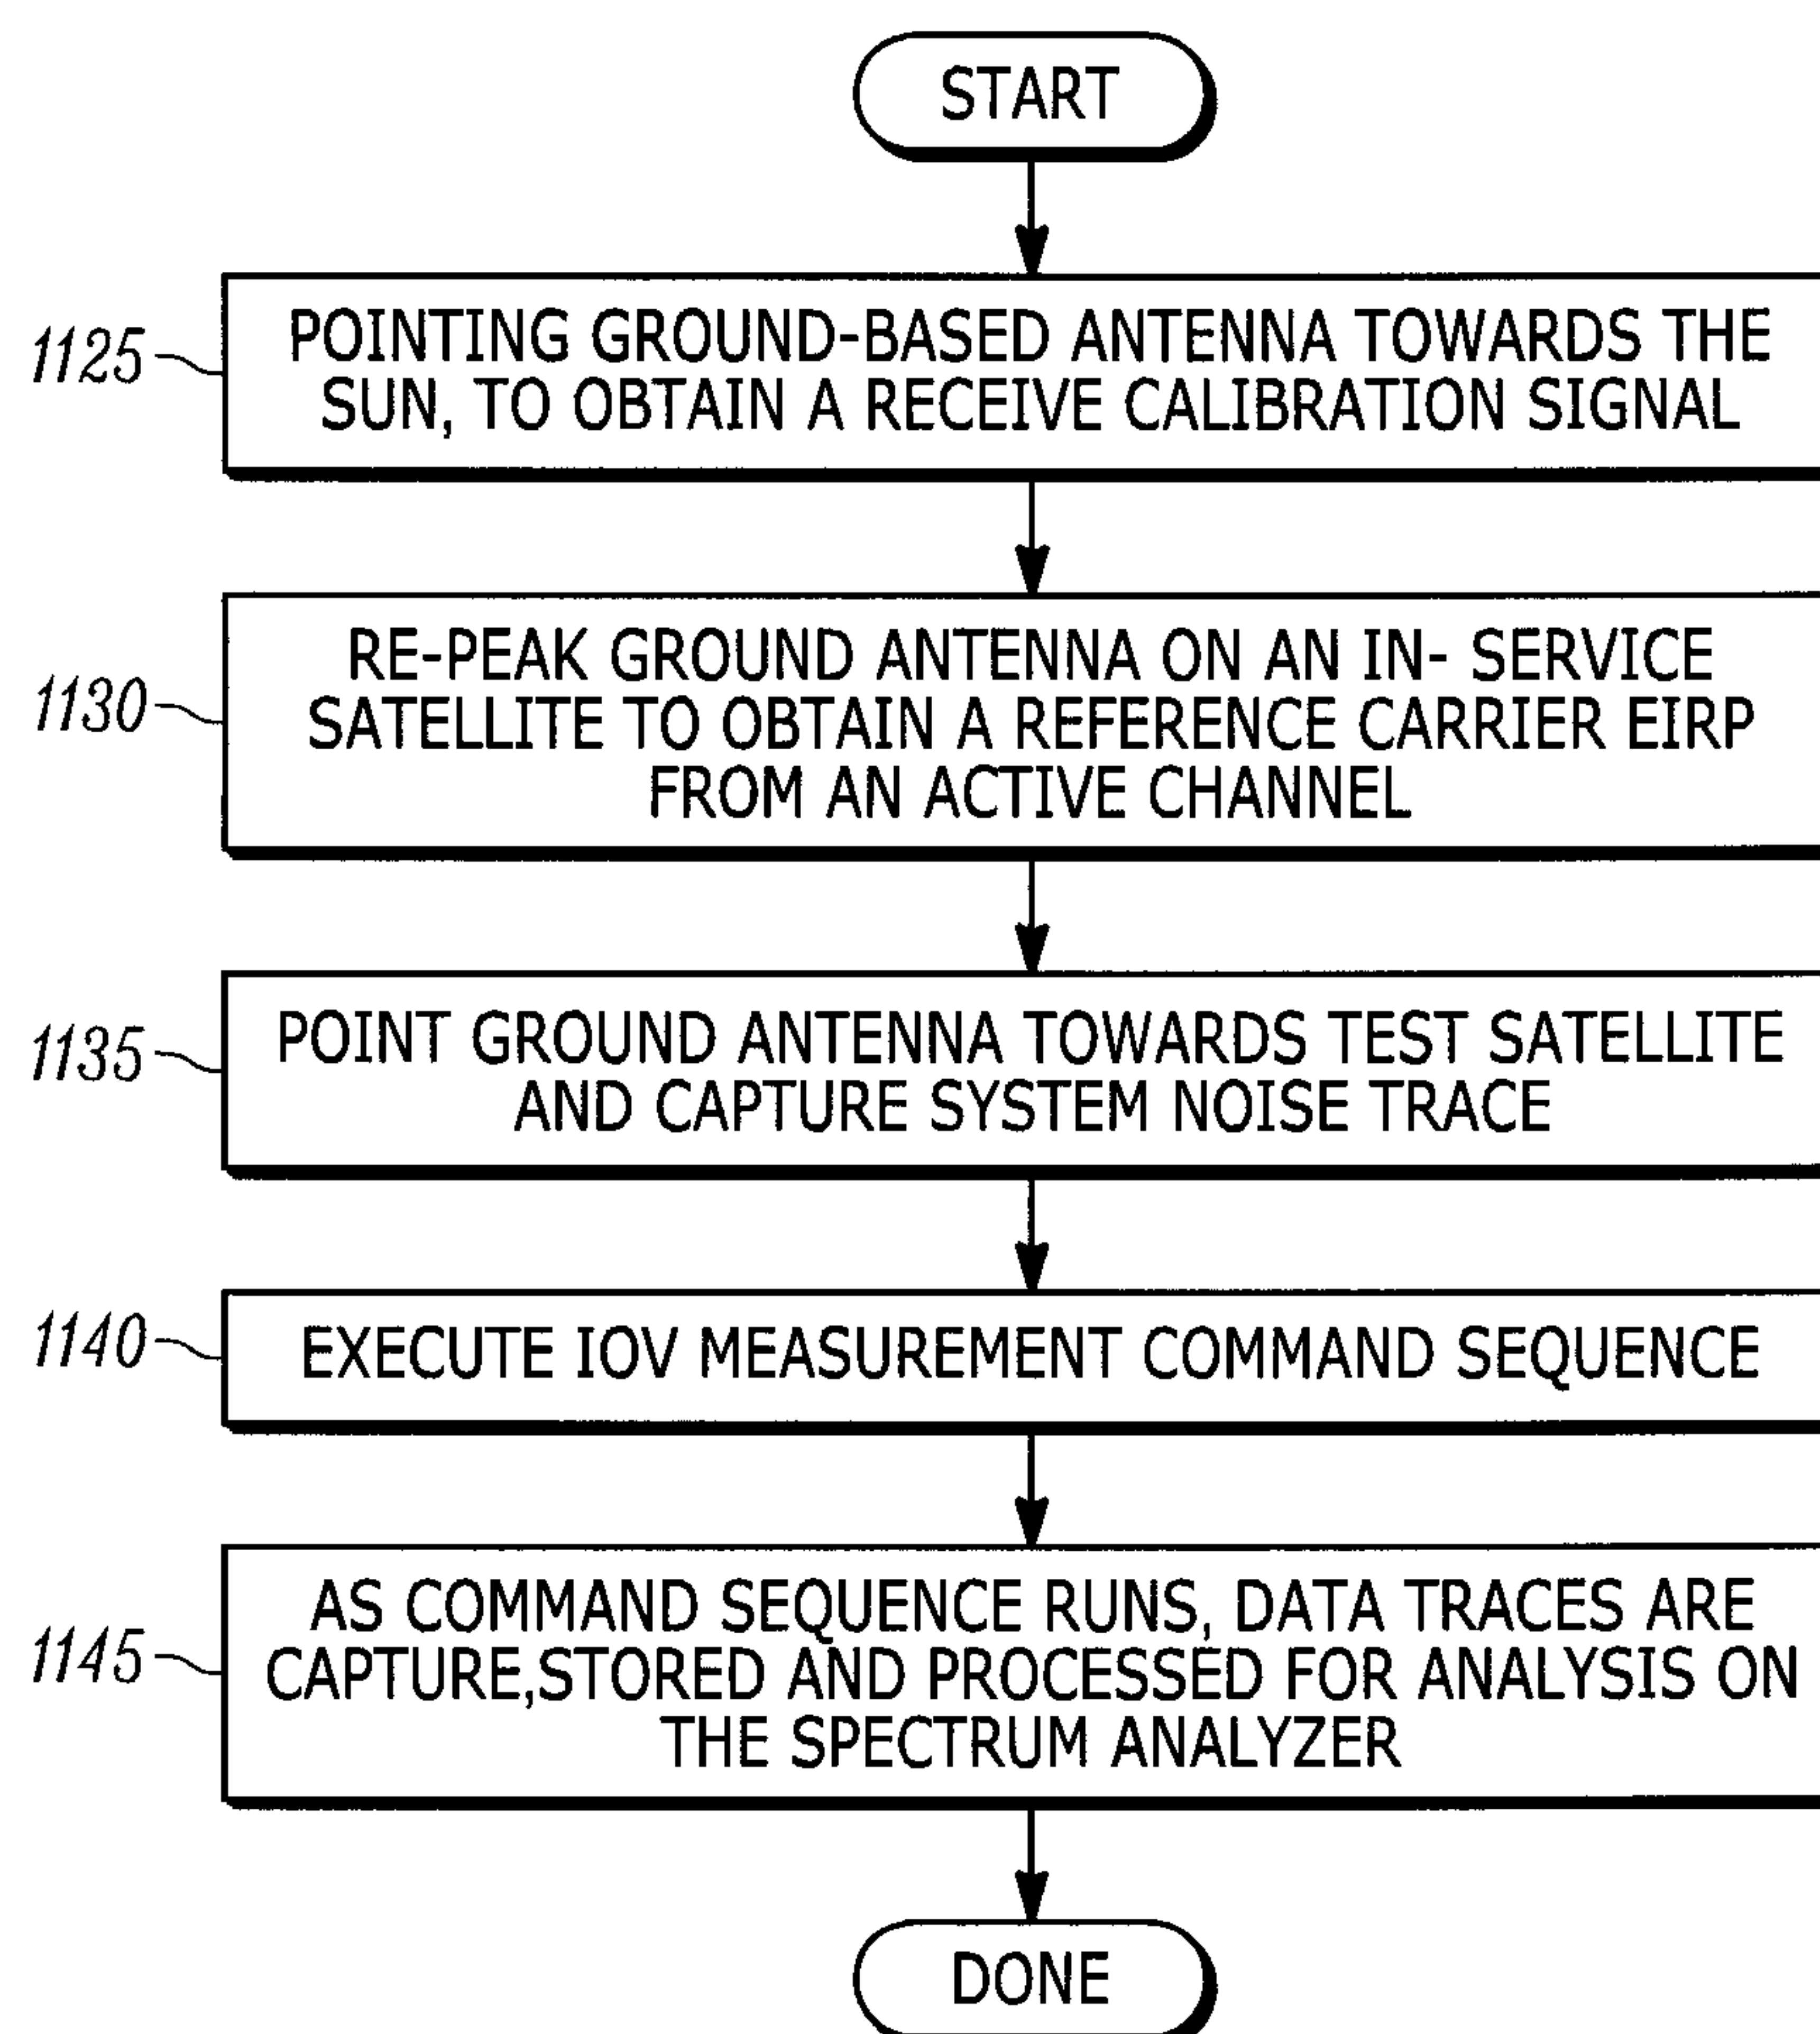 START
1125
POINTING GROUND-BASED ANTENNA TOWARDS THE
SUN, TO OBTAIN A RECEIVE CALIBRATION SIGNAL
1130
RE-PEAK GROUND ANTENNA ON AN IN- SERVICE
SATELLITE TO OBTAIN A REFERENCE CARRIER EIRP
FROM AN ACTIVE CHANNEL
1135
POINT GROUND ANTENNA TOWARDS TEST SATELLITE
AND CAPTURE SYSTEM NOISE TRACE
1140
EXECUTE IOV MEASUREMENT COMMAND SEQUENCE
1145
AS COMMAND SEQUENCE RUNS, DATA TRACES ARE
CAPTURE,STORED AND PROCESSED FOR ANALYSIS ON
THE SPECTRUM ANALYZER
DONE